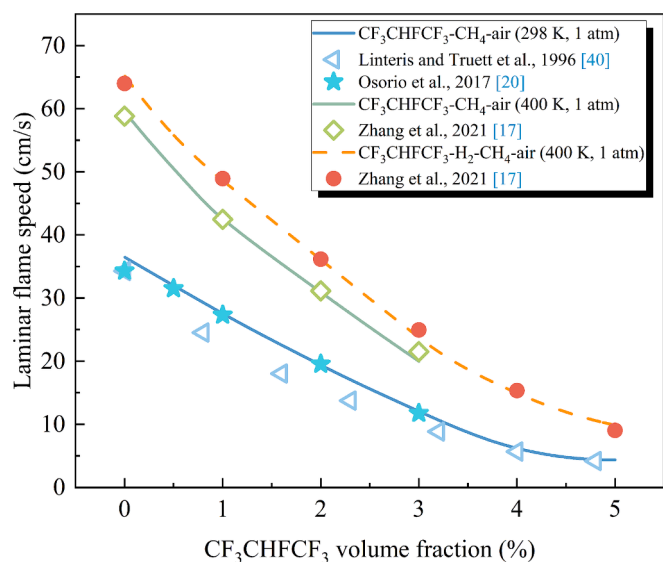 CF₃CHFCF₃-CH₄-air (298 K, 1 atm)
Linteris and Truett et al., 1996 [40]
Osorio et al., 2017 [20]
CF₃CHFCF₃-CH₄-air (400 K, 1 atm)
Zhang et al., 2021 [17]
CF₃CHFCF₃-H₂-CH₄-air (400 K, 1 atm)
Zhang et al., 2021 [17]
Laminar flame speed (cm/s)
70
60
50
40
30
20
10
0
0 1 2 3 4 5
CF₃CHFCF₃ volume fraction (%)